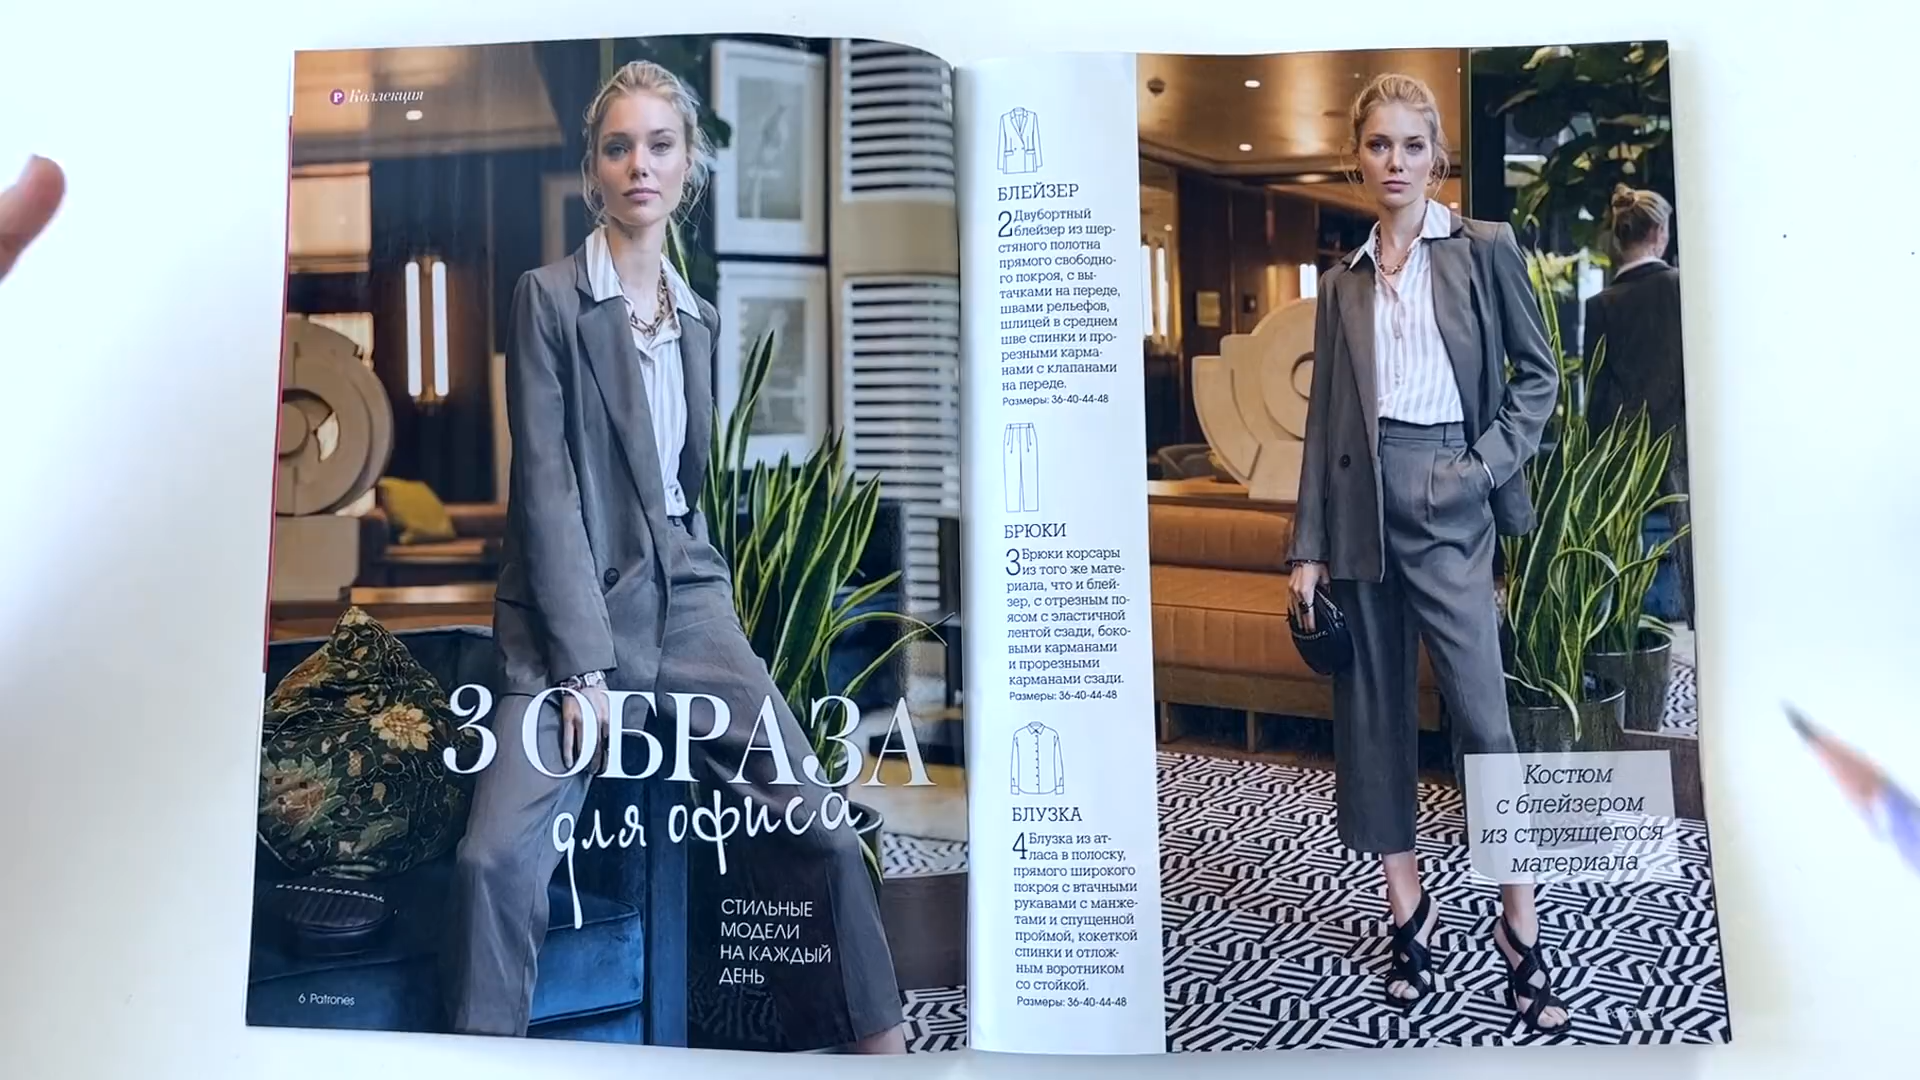 P Коллекция
3 ОБРАЗА
для офиса
СТИЛЬНЫЕ
МОДЕЛИ
НА КАЖДЫЙ
ДЕНЬ
6 Patrones
БЛЕЙЗЕР
2 Двубортный
блейзер из шер-
стяного полотна
прямого свободно-
го покроя, с вы-
тачками на переде,
швами рельефов,
шлицей в среднем
шве спинки и про-
резными карма-
нами с клапанами
на переде.
Размеры: 36-40-44-48
БРЮКИ
3 Брюки корсары
из того же мате-
риала, что и блей-
зер, с отрезным по-
ясом с эластичной
лентой сзади, боко-
выми карманами
и прорезными
карманами сзади.
Размеры: 36-40-44-48
БЛУЗКА
4 Блузка из ат-
ласа в полоску,
прямого широкого
покроя с втачными
рукавами с манже-
тами и спущенной
проймой, кокеткой
спинки и отлож-
ным воротником
со стойкой.
Размеры: 36-40-44-48
Костюм
с блейзером
из струящегося
материала
Patrones 7